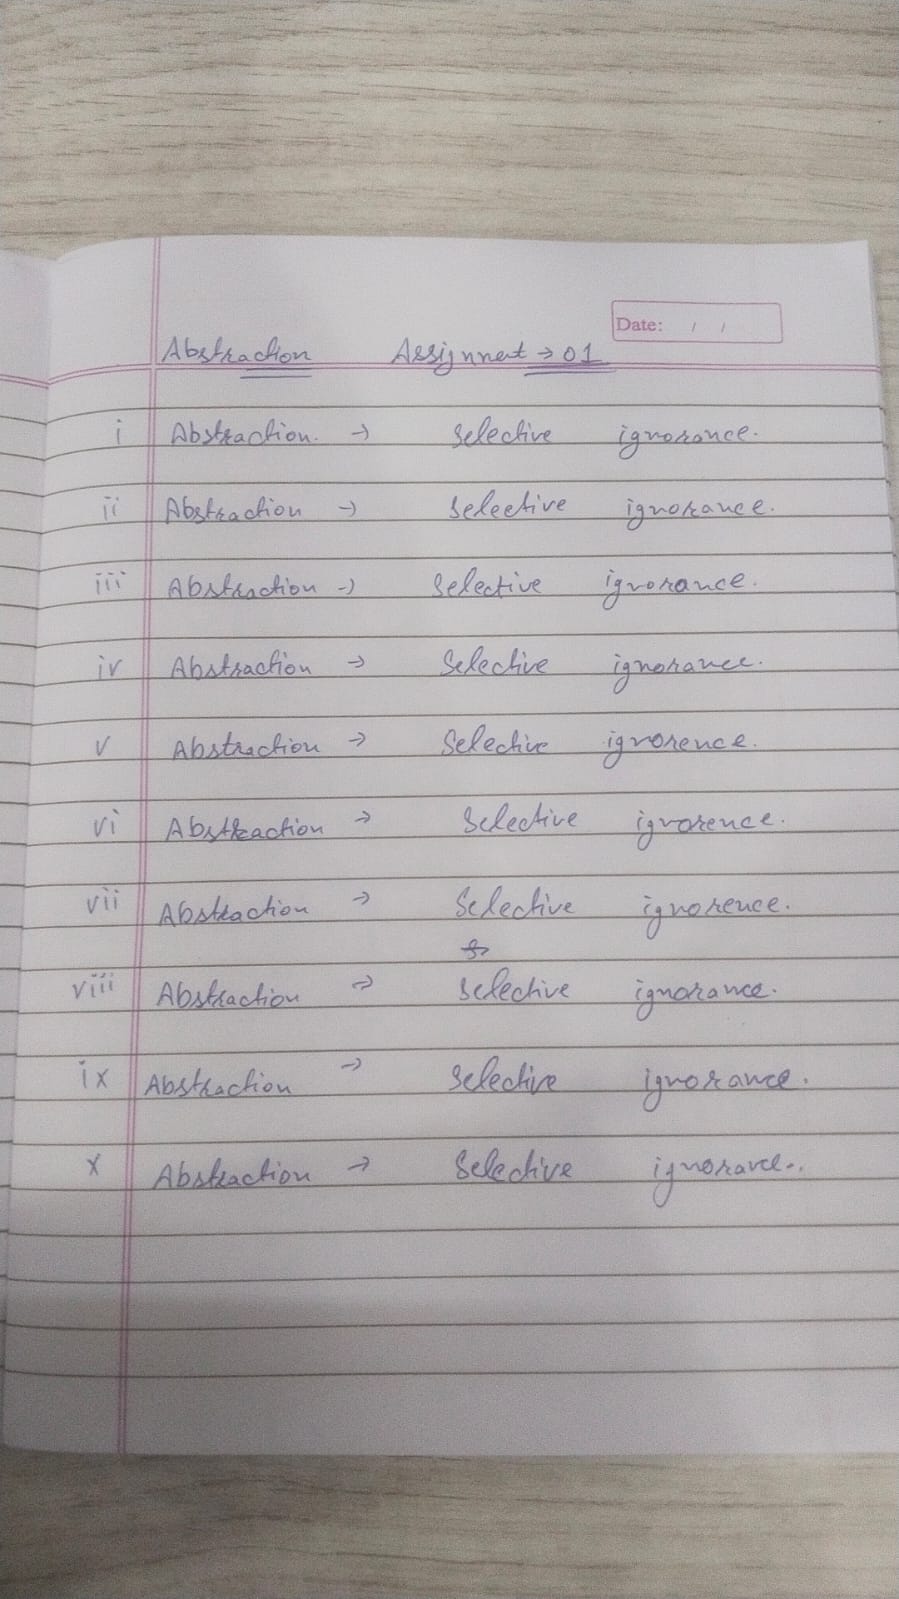 Date: / /
Abstraction Assignment → 01
i Abstraction. → Selective ignorance.
ii Abstraction → Selective ignorance.
iii Abstraction → Selective ignorance.
iv Abstraction → Selective ignorance.
v Abstraction → Selective ignorence.
vi Abstraction → Selective ignorence.
vii Abstraction → Selective ignorence.
viii Abstraction → Selective ignorance.
ix Abstraction → Selective ignorance.
x Abstraction → Selective ignorance..